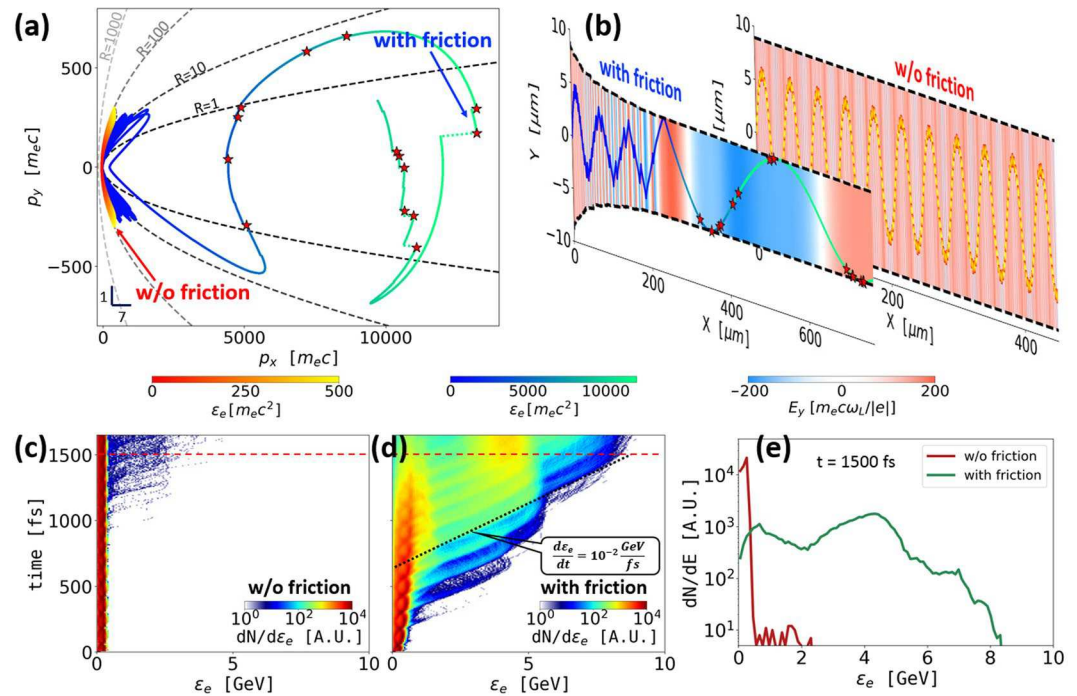 (a)
R=1000
R=100
R=10
R=1
with friction
w/o friction
1
7
500
0
−500
p_y [m_ec]
0
5000
10000
p_x [m_ec]
(b)
with friction
w/o friction
10
5
0
−5
−10
Y [μm]
0
200
400
600
X [μm]
10
5
0
[μm]
0
200
400
X [μm]
0
250
500
ε_e[m_ec²]
0
5000
10000
ε_e[m_ec²]
−200
0
200
E_y [m_ecω_L/|e|]
(c)
1500
1000
500
0
time [fs]
w/o friction
10⁰ 10² 10⁴
dN/dε_e [A.U.]
0 5 10
ε_e [GeV]
(d)
dε_e/dt = 10⁻² GeV/fs
with friction
10⁰ 10² 10⁴
dN/dε_e [A.U.]
0 5 10
ε_e [GeV]
(e)
t = 1500 fs
w/o friction
with friction
10⁴
10³
10²
10¹
dN/dE [A.U.]
0 2 4 6 8 10
ε_e [GeV]